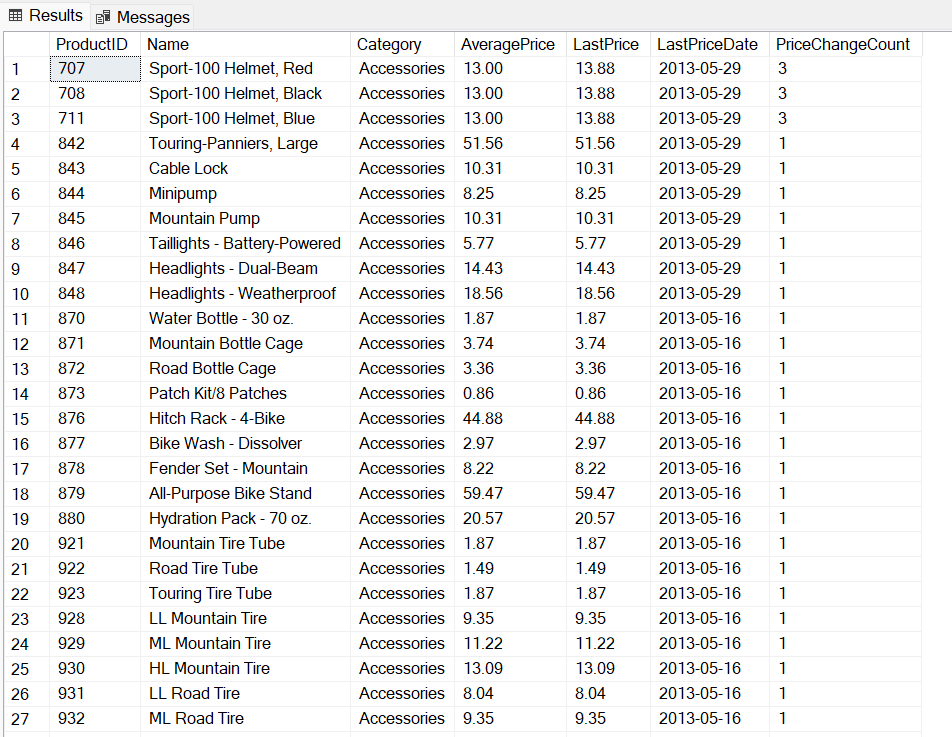 Results Messages
ProductID Name Category AveragePrice LastPrice LastPriceDate PriceChangeCount
1 707 Sport-100 Helmet, Red Accessories 13.00 13.88 2013-05-29 3
2 708 Sport-100 Helmet, Black Accessories 13.00 13.88 2013-05-29 3
3 711 Sport-100 Helmet, Blue Accessories 13.00 13.88 2013-05-29 3
4 842 Touring-Panniers, Large Accessories 51.56 51.56 2013-05-29 1
5 843 Cable Lock Accessories 10.31 10.31 2013-05-29 1
6 844 Minipump Accessories 8.25 8.25 2013-05-29 1
7 845 Mountain Pump Accessories 10.31 10.31 2013-05-29 1
8 846 Taillights - Battery-Powered Accessories 5.77 5.77 2013-05-29 1
9 847 Headlights - Dual-Beam Accessories 14.43 14.43 2013-05-29 1
10 848 Headlights - Weatherproof Accessories 18.56 18.56 2013-05-29 1
11 870 Water Bottle - 30 oz. Accessories 1.87 1.87 2013-05-16 1
12 871 Mountain Bottle Cage Accessories 3.74 3.74 2013-05-16 1
13 872 Road Bottle Cage Accessories 3.36 3.36 2013-05-16 1
14 873 Patch Kit/8 Patches Accessories 0.86 0.86 2013-05-16 1
15 876 Hitch Rack - 4-Bike Accessories 44.88 44.88 2013-05-16 1
16 877 Bike Wash - Dissolver Accessories 2.97 2.97 2013-05-16 1
17 878 Fender Set - Mountain Accessories 8.22 8.22 2013-05-16 1
18 879 All-Purpose Bike Stand Accessories 59.47 59.47 2013-05-16 1
19 880 Hydration Pack - 70 oz. Accessories 20.57 20.57 2013-05-16 1
20 921 Mountain Tire Tube Accessories 1.87 1.87 2013-05-16 1
21 922 Road Tire Tube Accessories 1.49 1.49 2013-05-16 1
22 923 Touring Tire Tube Accessories 1.87 1.87 2013-05-16 1
23 928 LL Mountain Tire Accessories 9.35 9.35 2013-05-16 1
24 929 ML Mountain Tire Accessories 11.22 11.22 2013-05-16 1
25 930 HL Mountain Tire Accessories 13.09 13.09 2013-05-16 1
26 931 LL Road Tire Accessories 8.04 8.04 2013-05-16 1
27 932 ML Road Tire Accessories 9.35 9.35 2013-05-16 1